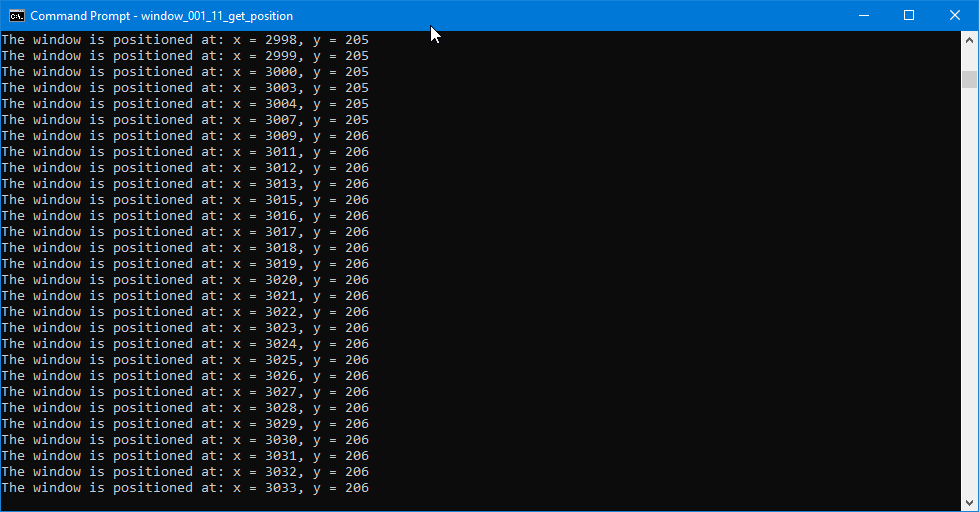 Command Prompt - window_001_11_get_position
The window is positioned at: x = 2998, y = 205
The window is positioned at: x = 2999, y = 205
The window is positioned at: x = 3000, y = 205
The window is positioned at: x = 3003, y = 205
The window is positioned at: x = 3004, y = 205
The window is positioned at: x = 3007, y = 205
The window is positioned at: x = 3009, y = 206
The window is positioned at: x = 3011, y = 206
The window is positioned at: x = 3012, y = 206
The window is positioned at: x = 3013, y = 206
The window is positioned at: x = 3015, y = 206
The window is positioned at: x = 3016, y = 206
The window is positioned at: x = 3017, y = 206
The window is positioned at: x = 3018, y = 206
The window is positioned at: x = 3019, y = 206
The window is positioned at: x = 3020, y = 206
The window is positioned at: x = 3021, y = 206
The window is positioned at: x = 3022, y = 206
The window is positioned at: x = 3023, y = 206
The window is positioned at: x = 3024, y = 206
The window is positioned at: x = 3025, y = 206
The window is positioned at: x = 3026, y = 206
The window is positioned at: x = 3027, y = 206
The window is positioned at: x = 3028, y = 206
The window is positioned at: x = 3029, y = 206
The window is positioned at: x = 3030, y = 206
The window is positioned at: x = 3031, y = 206
The window is positioned at: x = 3032, y = 206
The window is positioned at: x = 3033, y = 206